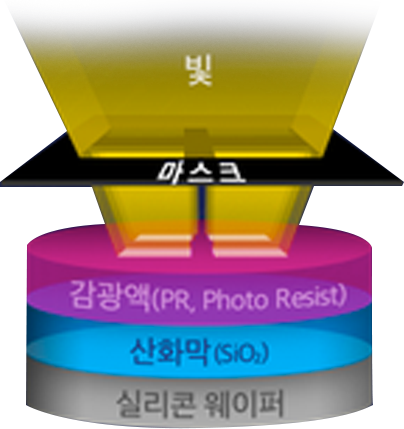 빛
마스크
감광액(PR, Photo Resist)
산화막(SiO₂)
실리콘 웨이퍼